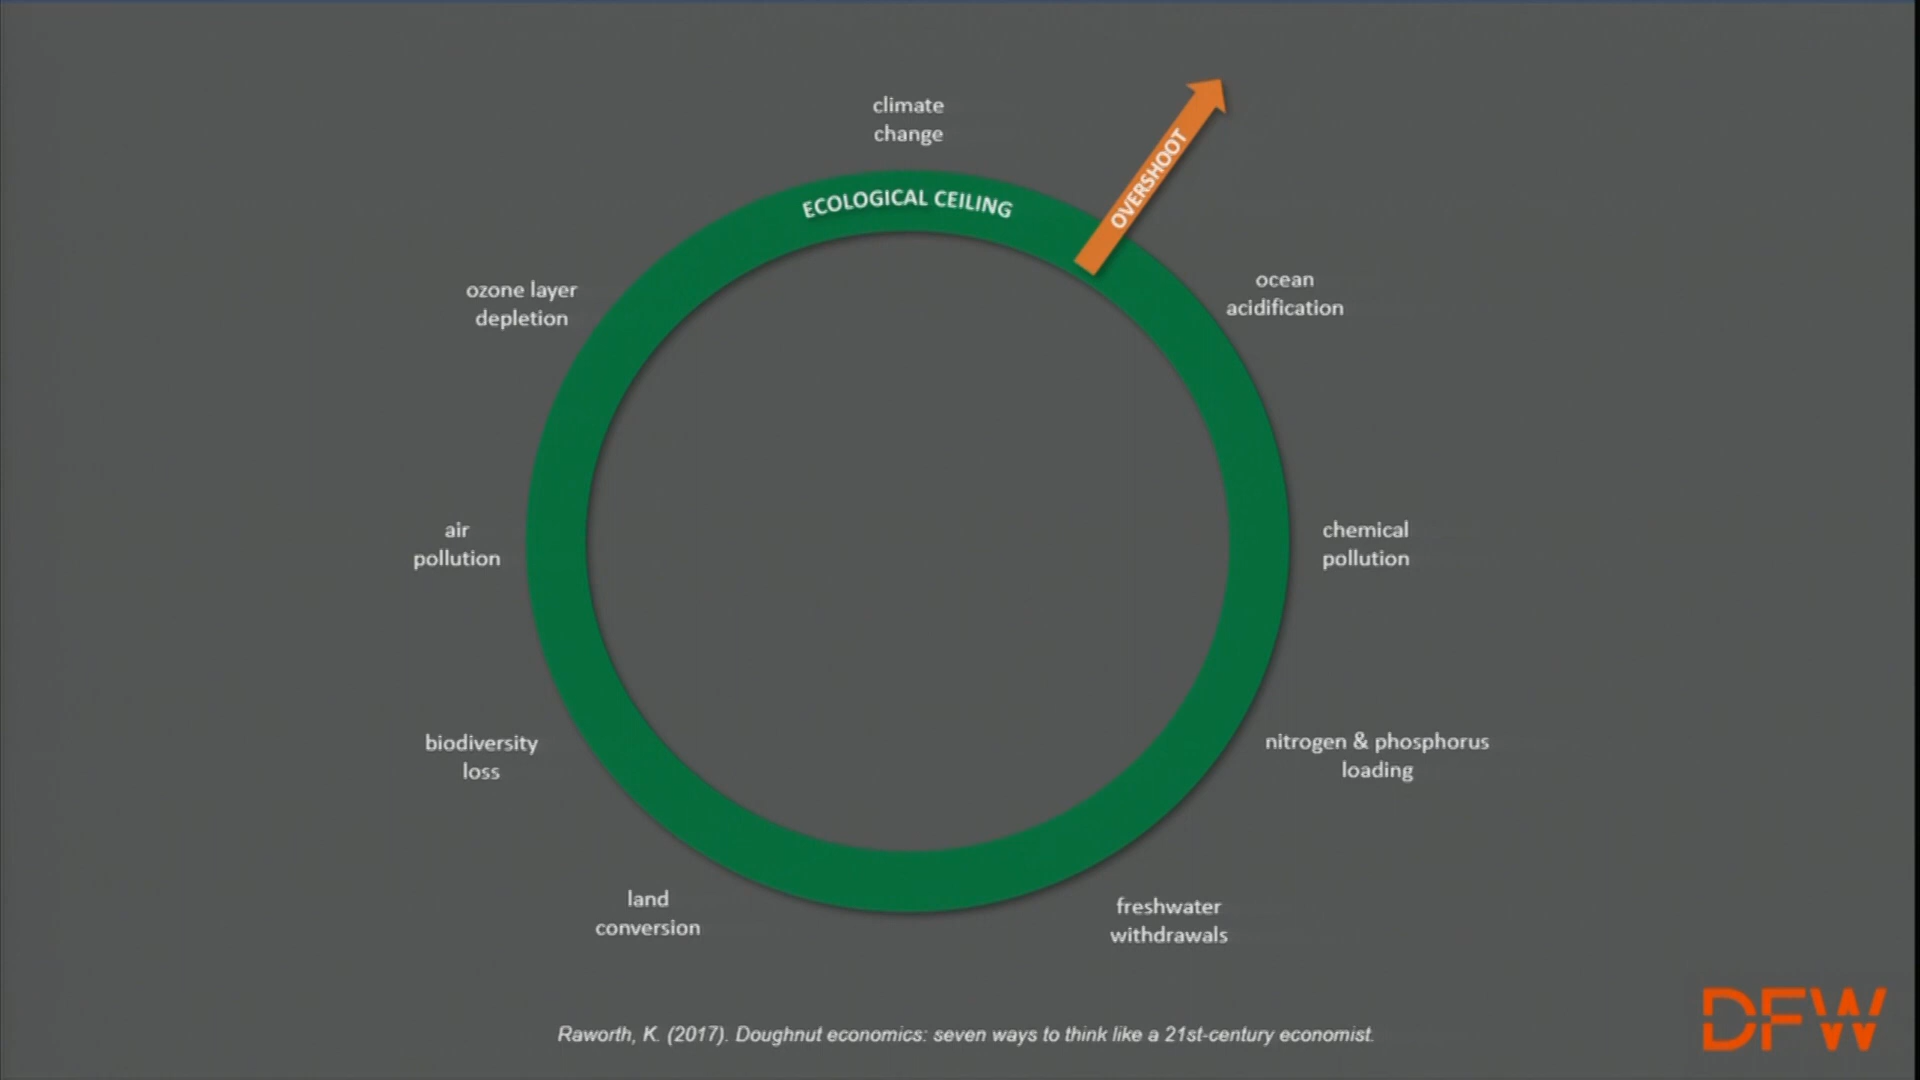 climate
change
ECOLOGICAL CEILING
OVERSHOOT
ozone layer
depletion
ocean
acidification
air
pollution
chemical
pollution
biodiversity
loss
nitrogen & phosphorus
loading
land
conversion
freshwater
withdrawals
Raworth, K. (2017). Doughnut economics: seven ways to think like a 21st-century economist.
DFW